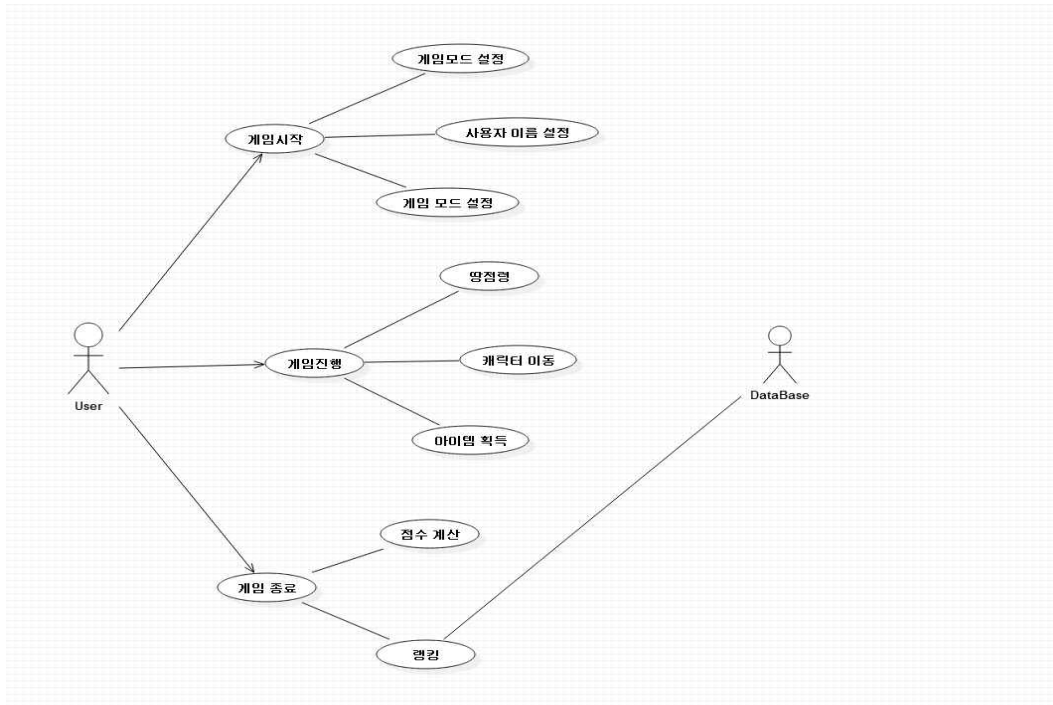 게임모드 설정
게임시작
사용자 이름 설정
게임 모드 설정
땅점령
게임진행
캐릭터 이동
User
DataBase
아이템 획득
점수 계산
게임 종료
랭킹